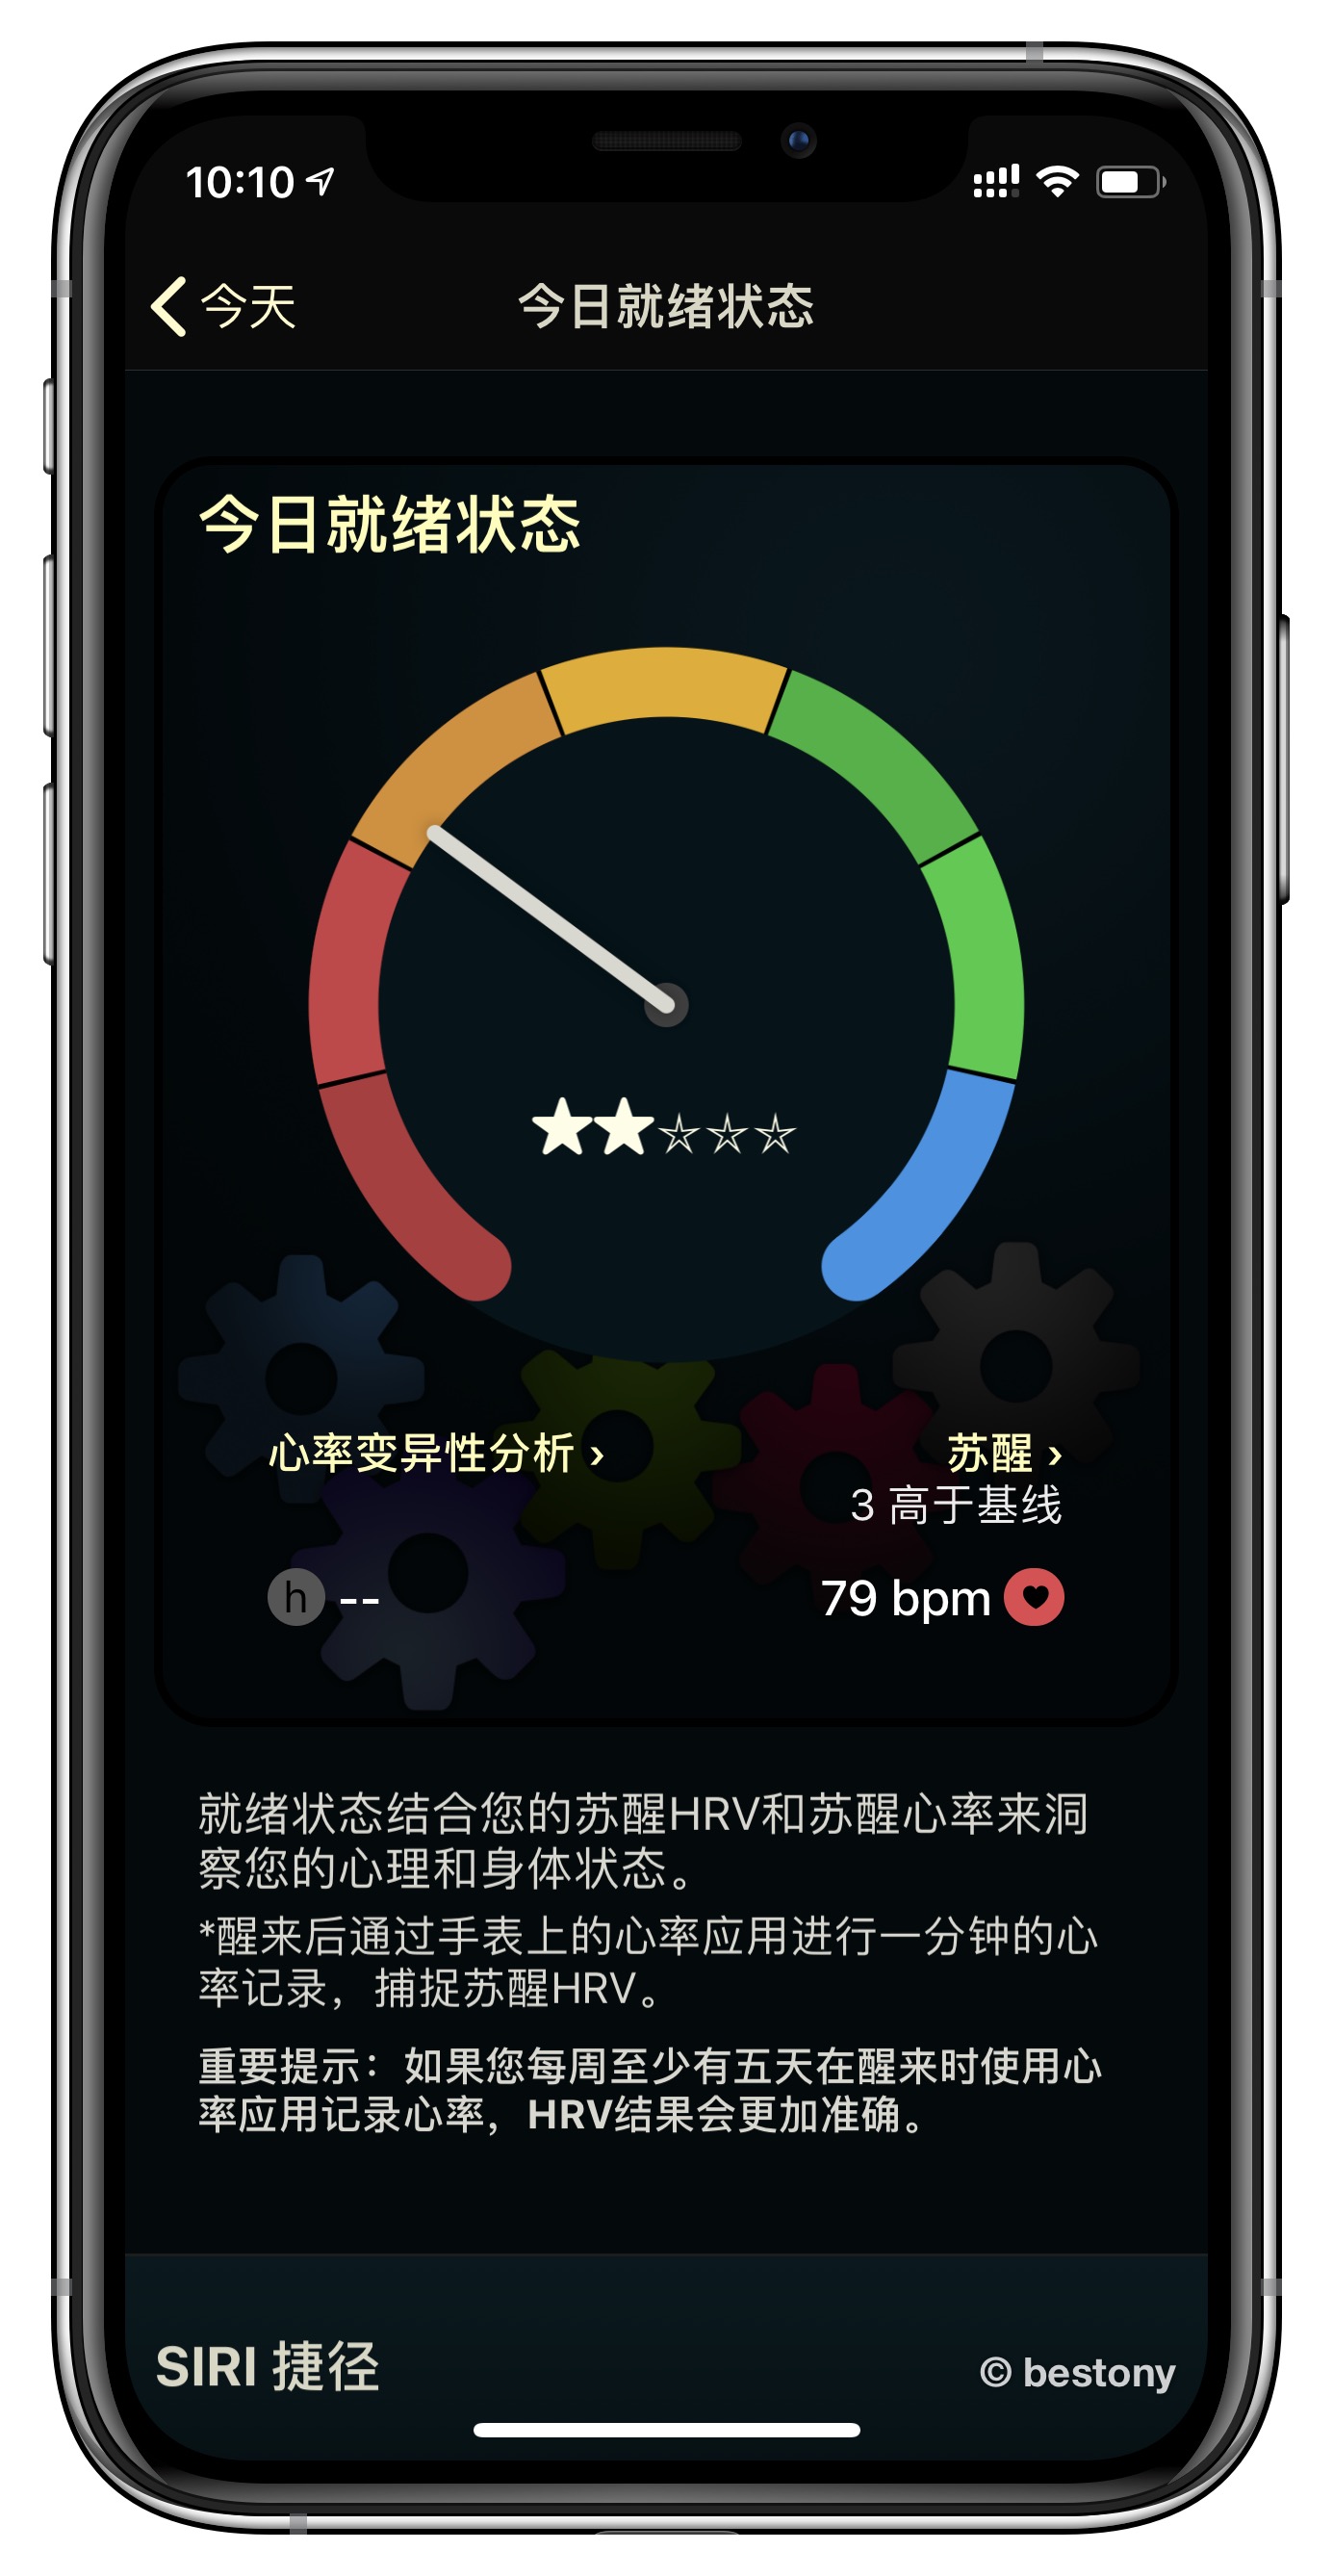 10:10
今天
今日就绪状态
今日就绪状态
★★☆☆☆
心率变异性分析 ›
苏醒 ›
3 高于基线
h --
79 bpm
就绪状态结合您的苏醒HRV和苏醒心率来洞
察您的心理和身体状态。
*醒来后通过手表上的心率应用进行一分钟的心
率记录，捕捉苏醒HRV。
重要提示：如果您每周至少有五天在醒来时使用心
率应用记录心率，HRV结果会更加准确。
SIRI 捷径
© bestony